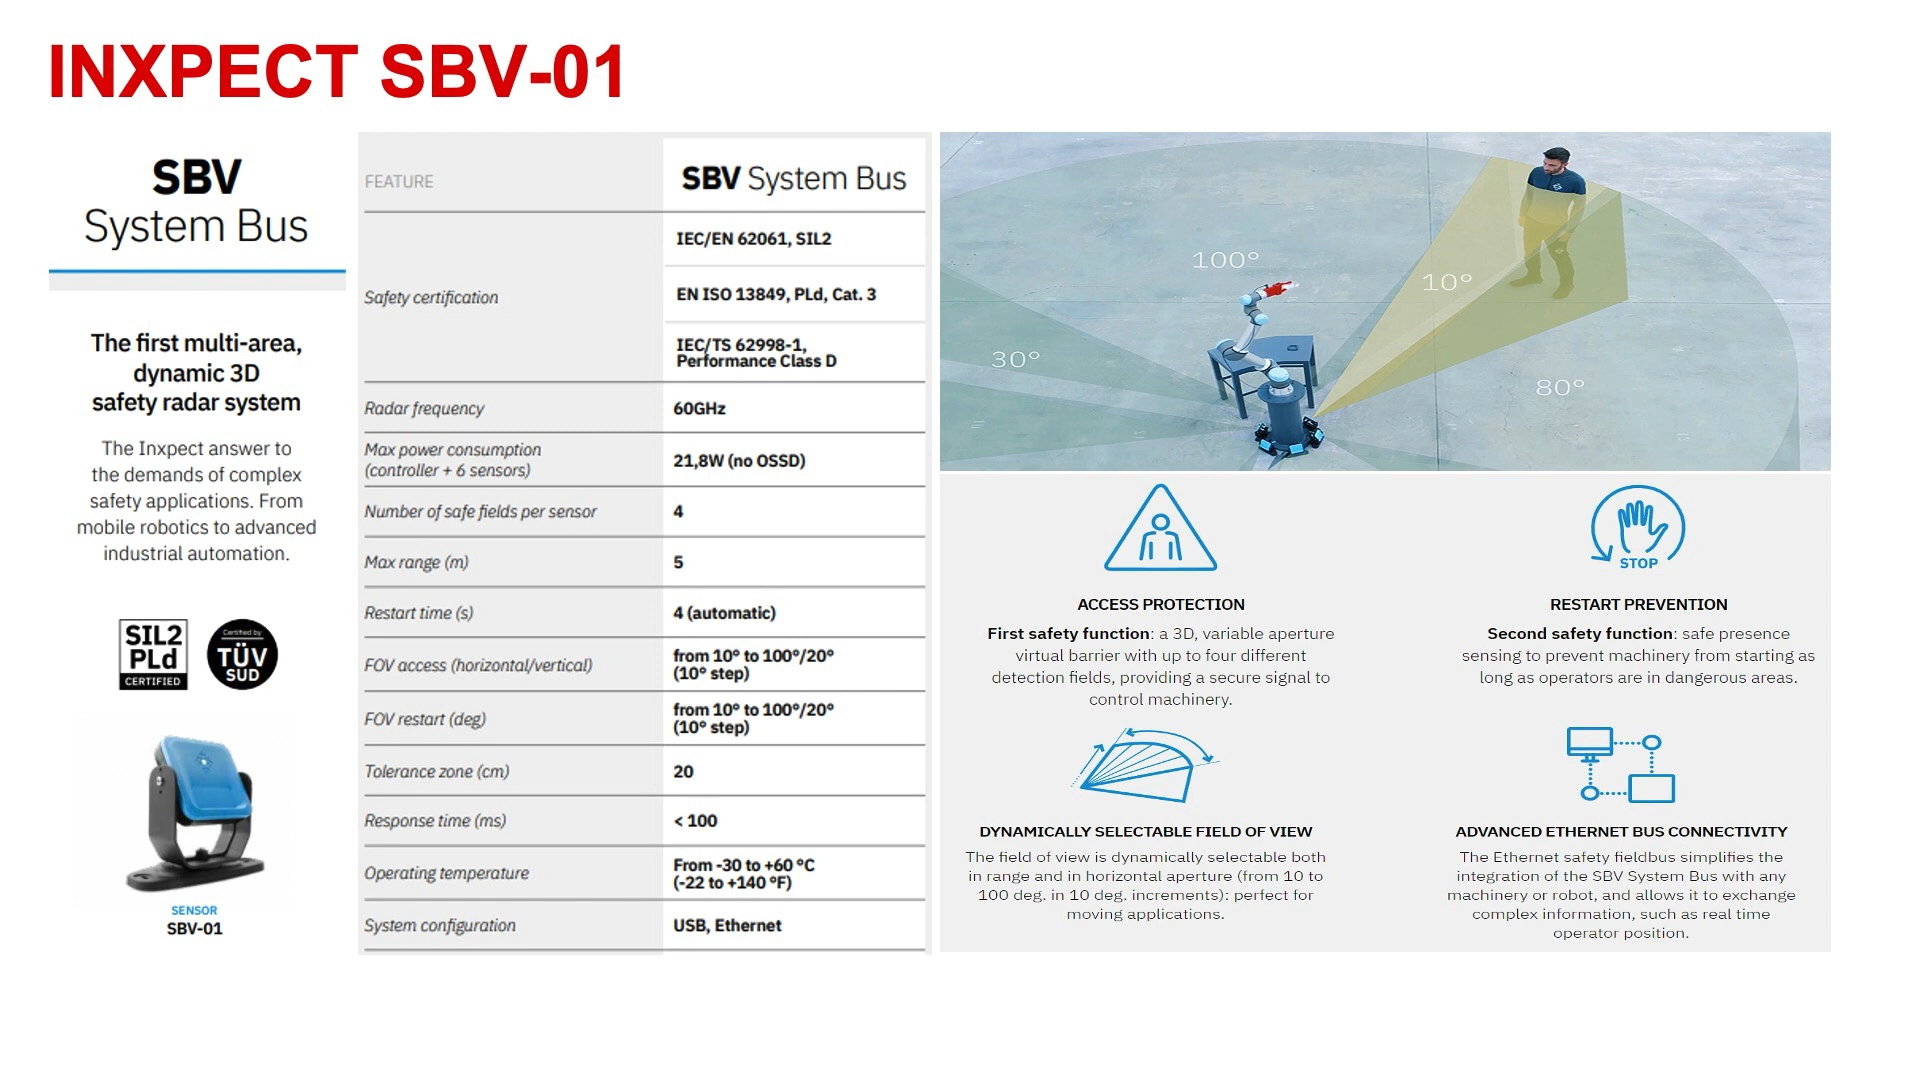 INXPECT SBV-01
SBV
System Bus
The first multi-area,
dynamic 3D
safety radar system
The Inxpect answer to
the demands of complex
safety applications. From
mobile robotics to advanced
industrial automation.
SIL2
PLd
CERTIFIED
Certified by
TÜV
SUD
SENSOR
SBV-01
FEATURE
SBV System Bus
Safety certification
IEC/EN 62061, SIL2
EN ISO 13849, PLd, Cat. 3
IEC/TS 62998-1,
Performance Class D
Radar frequency
60GHz
Max power consumption
(controller + 6 sensors)
21,8W (no OSSD)
Number of safe fields per sensor
4
Max range (m)
5
Restart time (s)
4 (automatic)
FOV access (horizontal/vertical)
from 10° to 100°/20°
(10° step)
FOV restart (deg)
from 10° to 100°/20°
(10° step)
Tolerance zone (cm)
20
Response time (ms)
< 100
Operating temperature
From -30 to +60 °C
(-22 to +140 °F)
System configuration
USB, Ethernet
100°
10°
30°
80°
ACCESS PROTECTION
First safety function: a 3D, variable aperture
virtual barrier with up to four different
detection fields, providing a secure signal to
control machinery.
STOP
RESTART PREVENTION
Second safety function: safe presence
sensing to prevent machinery from starting as
long as operators are in dangerous areas.
DYNAMICALLY SELECTABLE FIELD OF VIEW
The field of view is dynamically selectable both
in range and in horizontal aperture (from 10 to
100 deg. in 10 deg. increments): perfect for
moving applications.
ADVANCED ETHERNET BUS CONNECTIVITY
The Ethernet safety fieldbus simplifies the
integration of the SBV System Bus with any
machinery or robot, and allows it to exchange
complex information, such as real time
operator position.